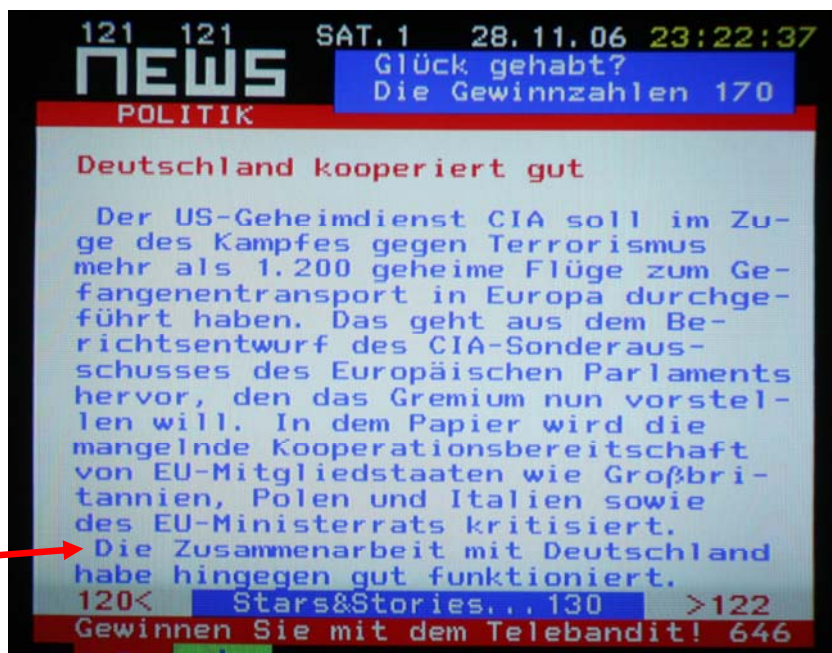 121 121 SAT.1 28.11.06 23:22:37
NEWS
Glück gehabt?
Die Gewinnzahlen 170
POLITIK
Deutschland kooperiert gut
Der US-Geheimdienst CIA soll im Zu-
ge des Kampfes gegen Terrorismus
mehr als 1.200 geheime Flüge zum Ge-
fangenentransport in Europa durchge-
führt haben. Das geht aus dem Be-
richtsentwurf des CIA-Sonderaus-
schusses des Europäischen Parlaments
hervor, den das Gremium nun vorstel-
len will. In dem Papier wird die
mangelnde Kooperationsbereitschaft
von EU-Mitgliedstaaten wie Großbri-
tannien, Polen und Italien sowie
des EU-Ministerrats kritisiert.
Die Zusammenarbeit mit Deutschland
habe hingegen gut funktioniert.
120< Stars&Stories...130 >122
Gewinnen Sie mit dem Telebandit! 646